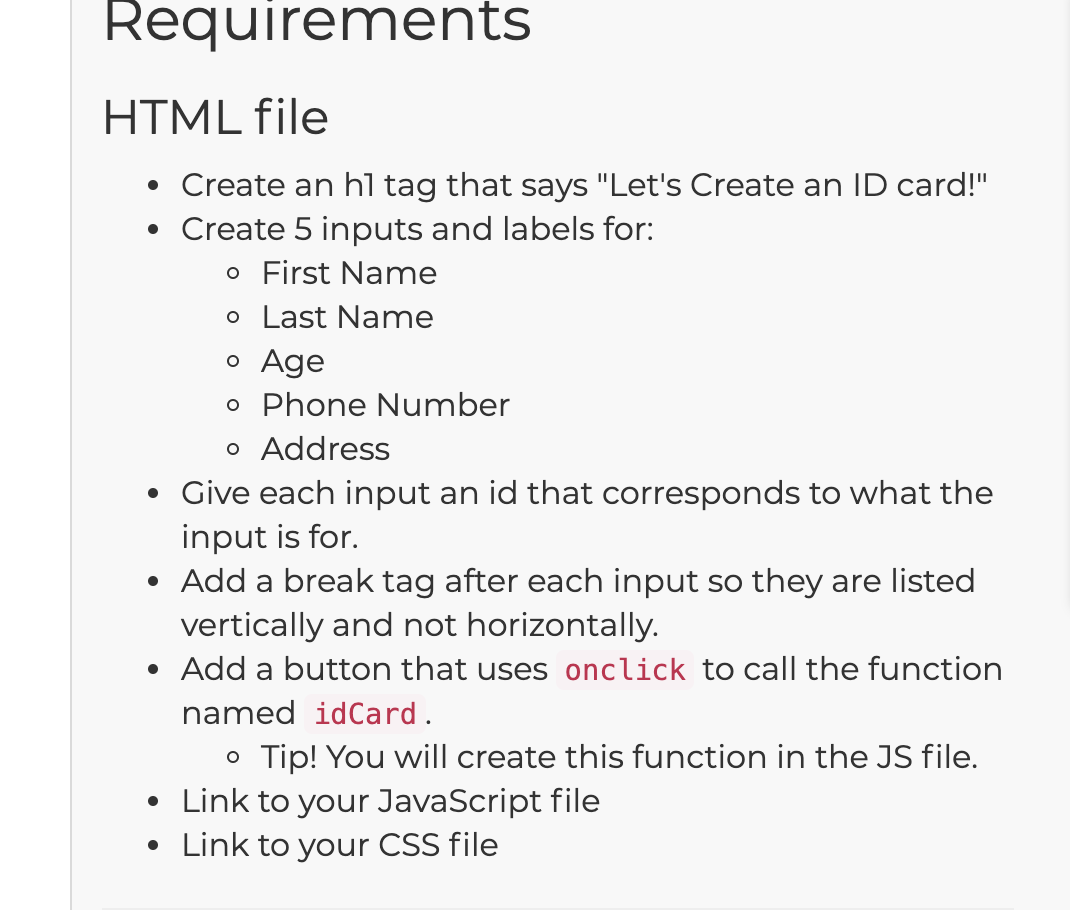 Requirements
HTML file
Create an h1 tag that says "Let's Create an ID card!"
Create 5 inputs and labels for:
First Name
Last Name
Age
Phone Number
Address
Give each input an id that corresponds to what the
input is for.
Add a break tag after each input so they are listed
vertically and not horizontally.
Add a button that uses onclick to call the function
named idCard.
Tip! You will create this function in the JS file.
Link to your JavaScript file
Link to your CSS file